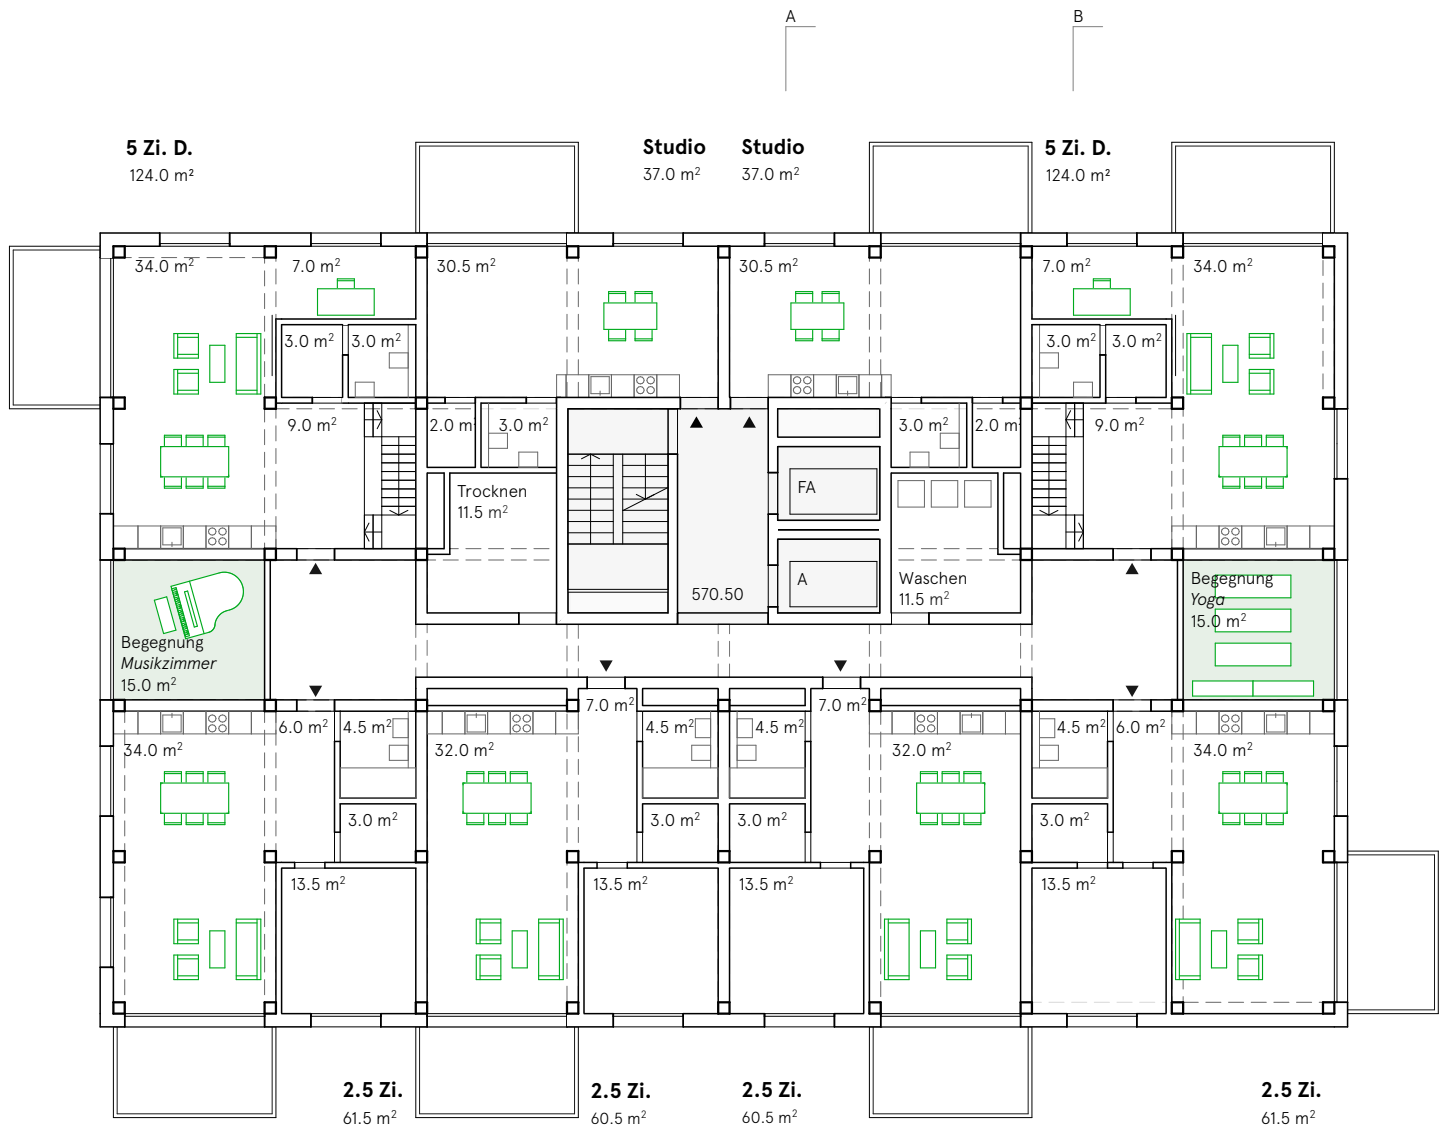 A
B
5 Zi. D.
124.0 m²
Studio
37.0 m²
Studio
37.0 m²
5 Zi. D.
124.0 m²
34.0 m²
7.0 m²
30.5 m²
30.5 m²
7.0 m²
34.0 m²
3.0 m²
3.0 m²
3.0 m²
3.0 m²
9.0 m²
2.0 m
3.0 m²
3.0 m²
2.0 m
9.0 m²
Trocknen
11.5 m²
FA
A
570.50
Waschen
11.5 m²
Begegnung
Yoga
15.0 m²
Begegnung
Musikzimmer
15.0 m²
6.0 m²
4.5 m²
7.0 m²
4.5 m²
4.5 m²
7.0 m²
4.5 m²
6.0 m²
34.0 m²
32.0 m²
32.0 m²
34.0 m²
3.0 m²
3.0 m²
3.0 m²
3.0 m²
13.5 m²
13.5 m²
13.5 m²
13.5 m²
2.5 Zi.
61.5 m²
2.5 Zi.
60.5 m²
2.5 Zi.
60.5 m²
2.5 Zi.
61.5 m²